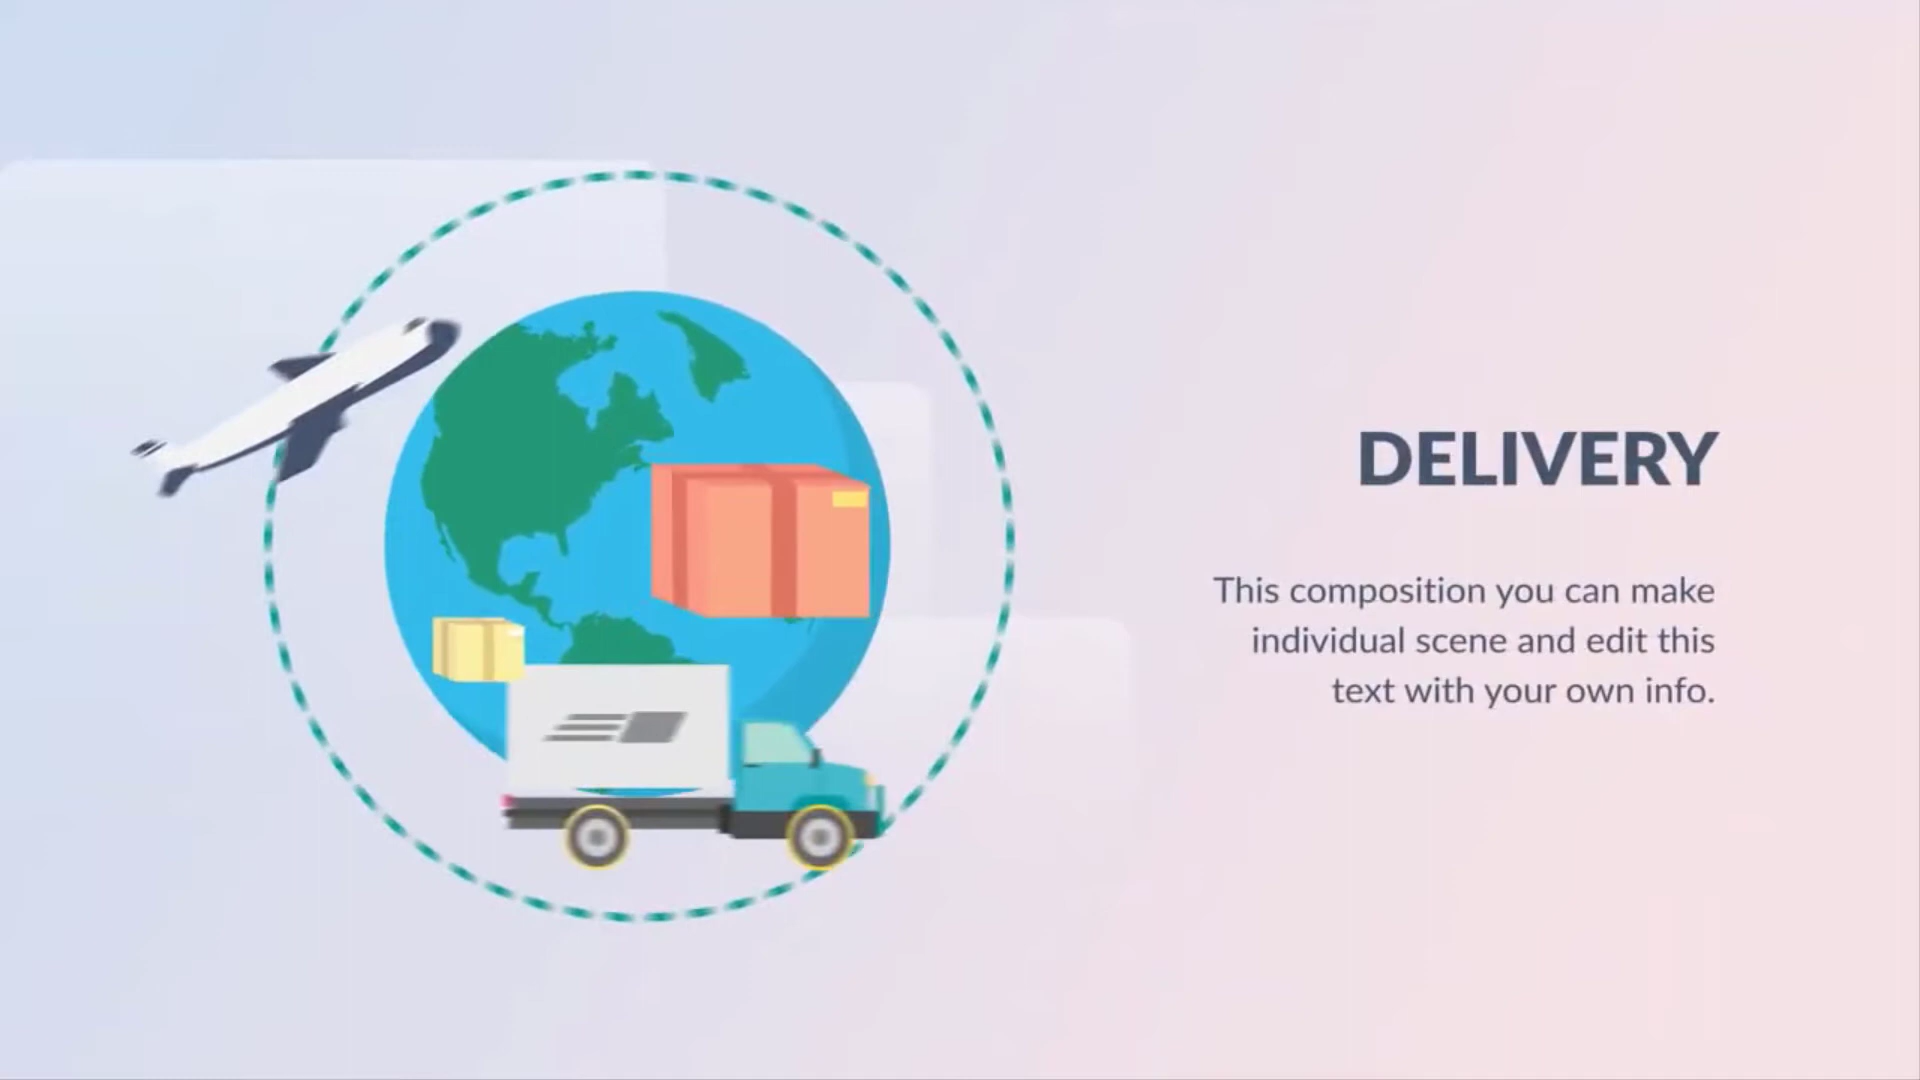 DELIVERY
This composition you can make
individual scene and edit this
text with your own info.